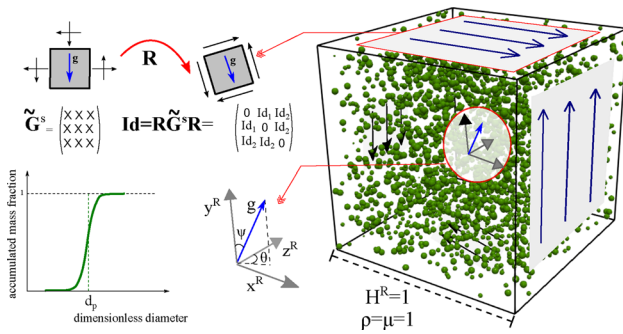 R
g
g
G̃ˢ = (X X X
X X X
X X X)
Id=RG̃ˢR= (0 Id₁ Id₂
Id₁ 0 Id₂
Id₂ Id₂ 0)
accumulated mass fraction
1
dₚ
dimensionless diameter
yᴿ
g
ψ
zᴿ
θ
xᴿ
Hᴿ=1
ρ=μ=1